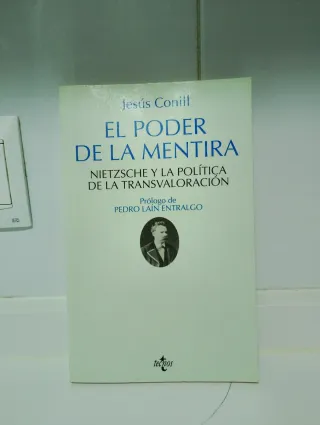 Jesús Conill
EL PODER
DE LA MENTIRA
NIETZSCHE Y LA POLÍTICA
DE LA TRANSVALORACIÓN
Prólogo de
PEDRO LAÍN ENTRALGO
tecnos